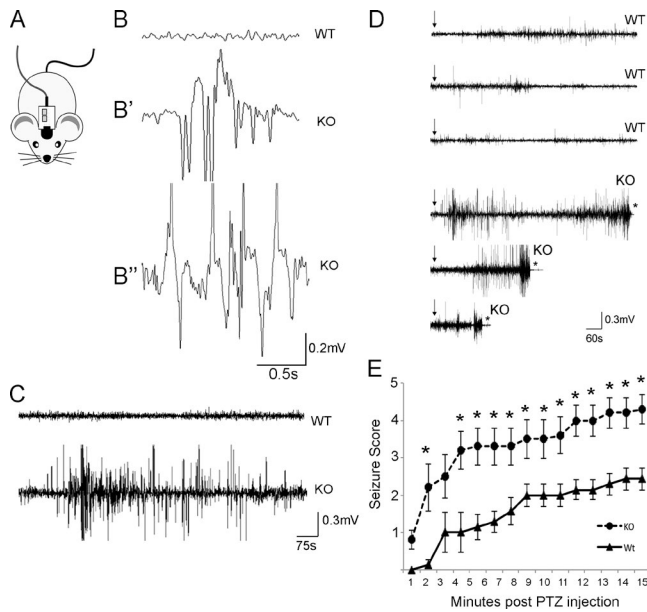 A
B
WT
B'
KO
B"
KO
0.2mV
0.5s
C
WT
KO
0.3mV
75s
D
WT
WT
WT
KO
*
KO
*
KO
*
0.3mV
60s
E
* * * * * * * * * * * * *
Seizure Score
5
4
3
2
1
KO
Wt
1 2 3 4 5 6 7 8 9 10 11 12 13 14 15
Minutes post PTZ injection